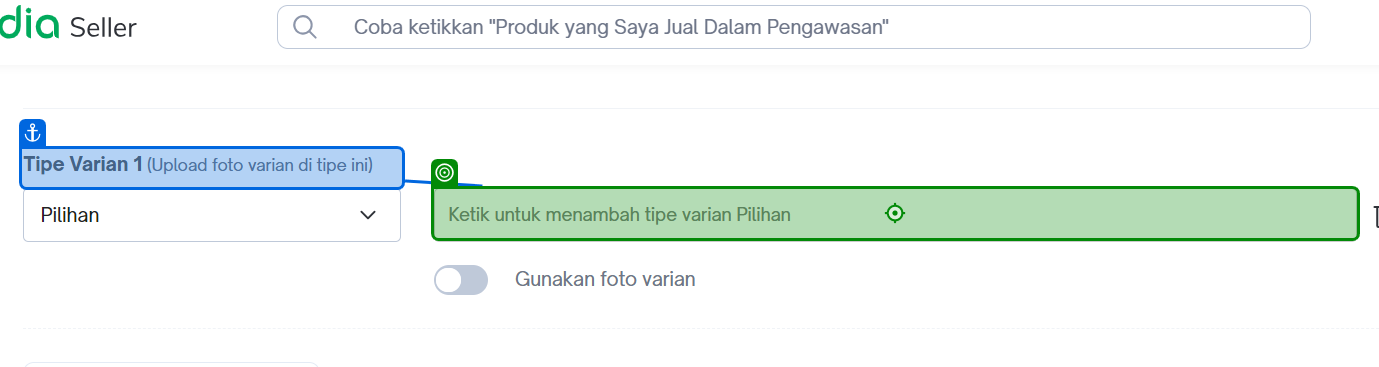 dia Seller
Coba ketikkan "Produk yang Saya Jual Dalam Pengawasan"
Tipe Varian 1 (Upload foto varian di tipe ini)
Pilihan
Ketik untuk menambah tipe varian Pilihan
Gunakan foto varian